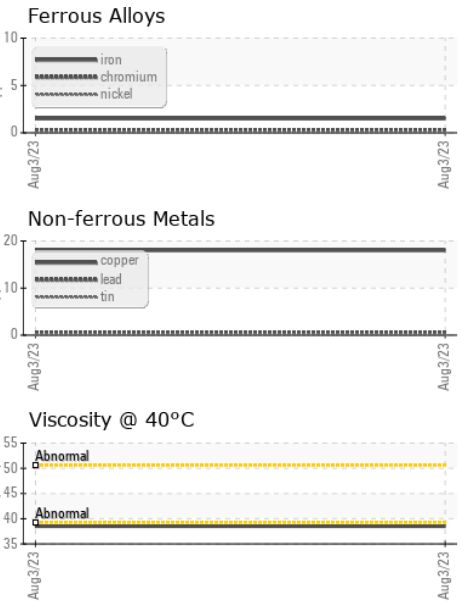 Ferrous Alloys
10
5
0
iron
chromium
nickel
Aug3/23
Aug3/23
Non-ferrous Metals
20
10
0
copper
lead
tin
Aug3/23
Aug3/23
Viscosity @ 40°C
55
50
45
40
35
Abnormal
Abnormal
Aug3/23
Aug3/23